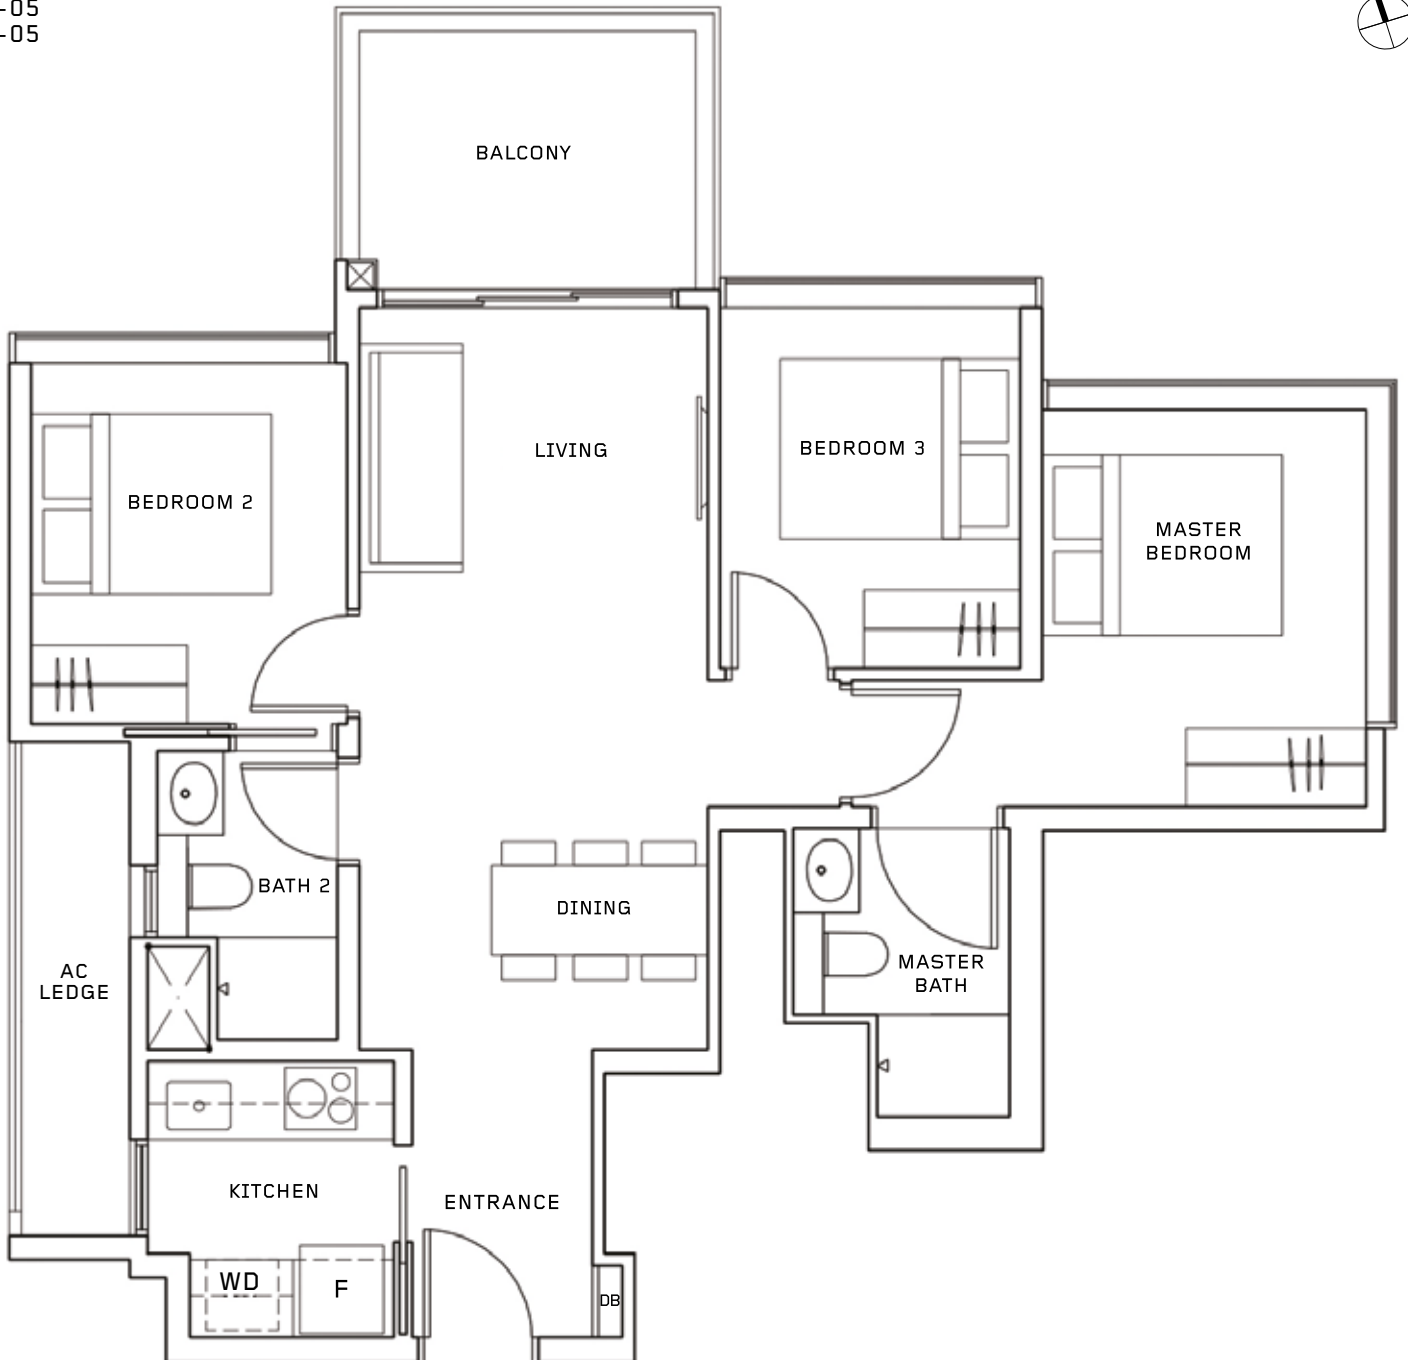 -05
-05
BALCONY
LIVING
BEDROOM 3
BEDROOM 2
MASTER
BEDROOM
BATH 2
DINING
MASTER
BATH
AC
LEDGE
KITCHEN
ENTRANCE
WD
F
DB